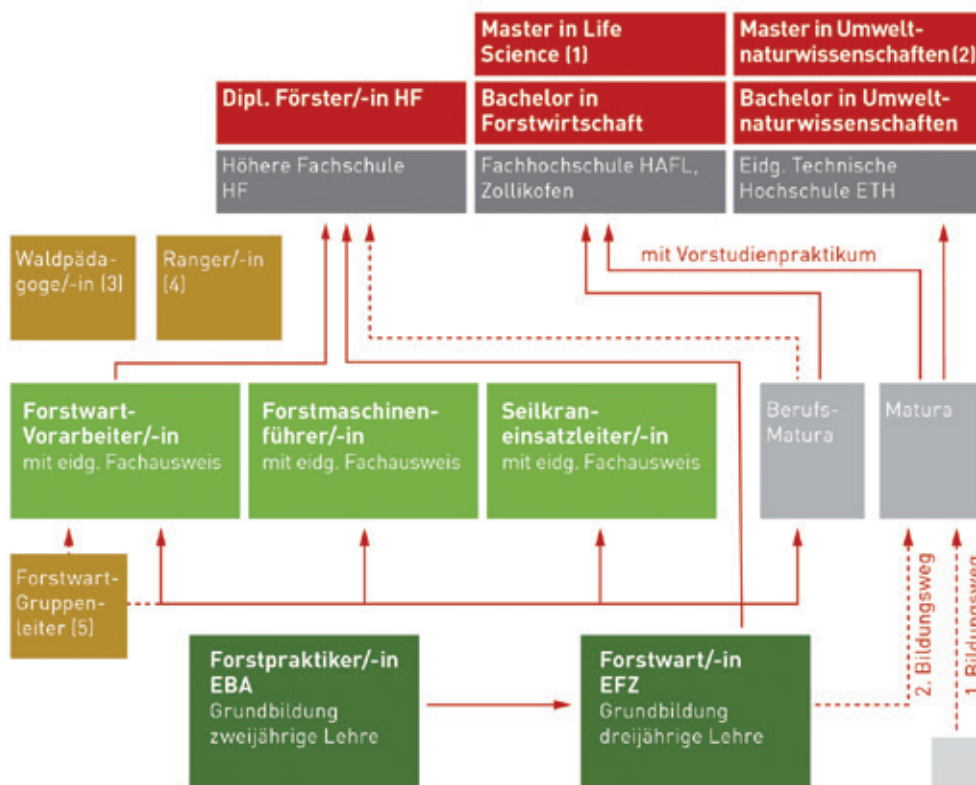 Master in Life
Science (1)
Master in Umwelt-
naturwissenschaften (2)
Dipl. Förster/-in HF
Bachelor in
Forstwirtschaft
Bachelor in Umwelt-
naturwissenschaften
Höhere Fachschule
HF
Fachhochschule HAFL,
Zollikofen
Eidg. Technische
Hochschule ETH
Waldpäda-
goge/-in (3)
Ranger/-in
(4)
mit Vorstudienpraktikum
Forstwart-
Vorarbeiter/-in
mit eidg. Fachausweis
Forstmaschinen-
führer/-in
mit eidg. Fachausweis
Seilkran-
einsatzleiter/-in
mit eidg. Fachausweis
Berufs-
Matura
Matura
Forstwart-
Gruppen-
leiter (5)
Forstpraktiker/-in
EBA
Grundbildung
zweijährige Lehre
Forstwart/-in
EFZ
Grundbildung
dreijährige Lehre
2. Bildungsweg
1. Bildungsweg